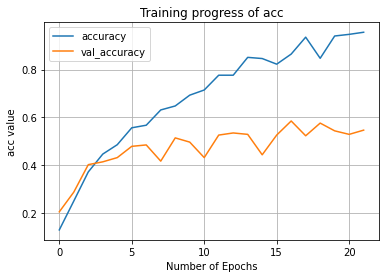 Training progress of acc
accuracy
val_accuracy
acc value
0.8
0.6
0.4
0.2
0
5
10
15
20
Number of Epochs